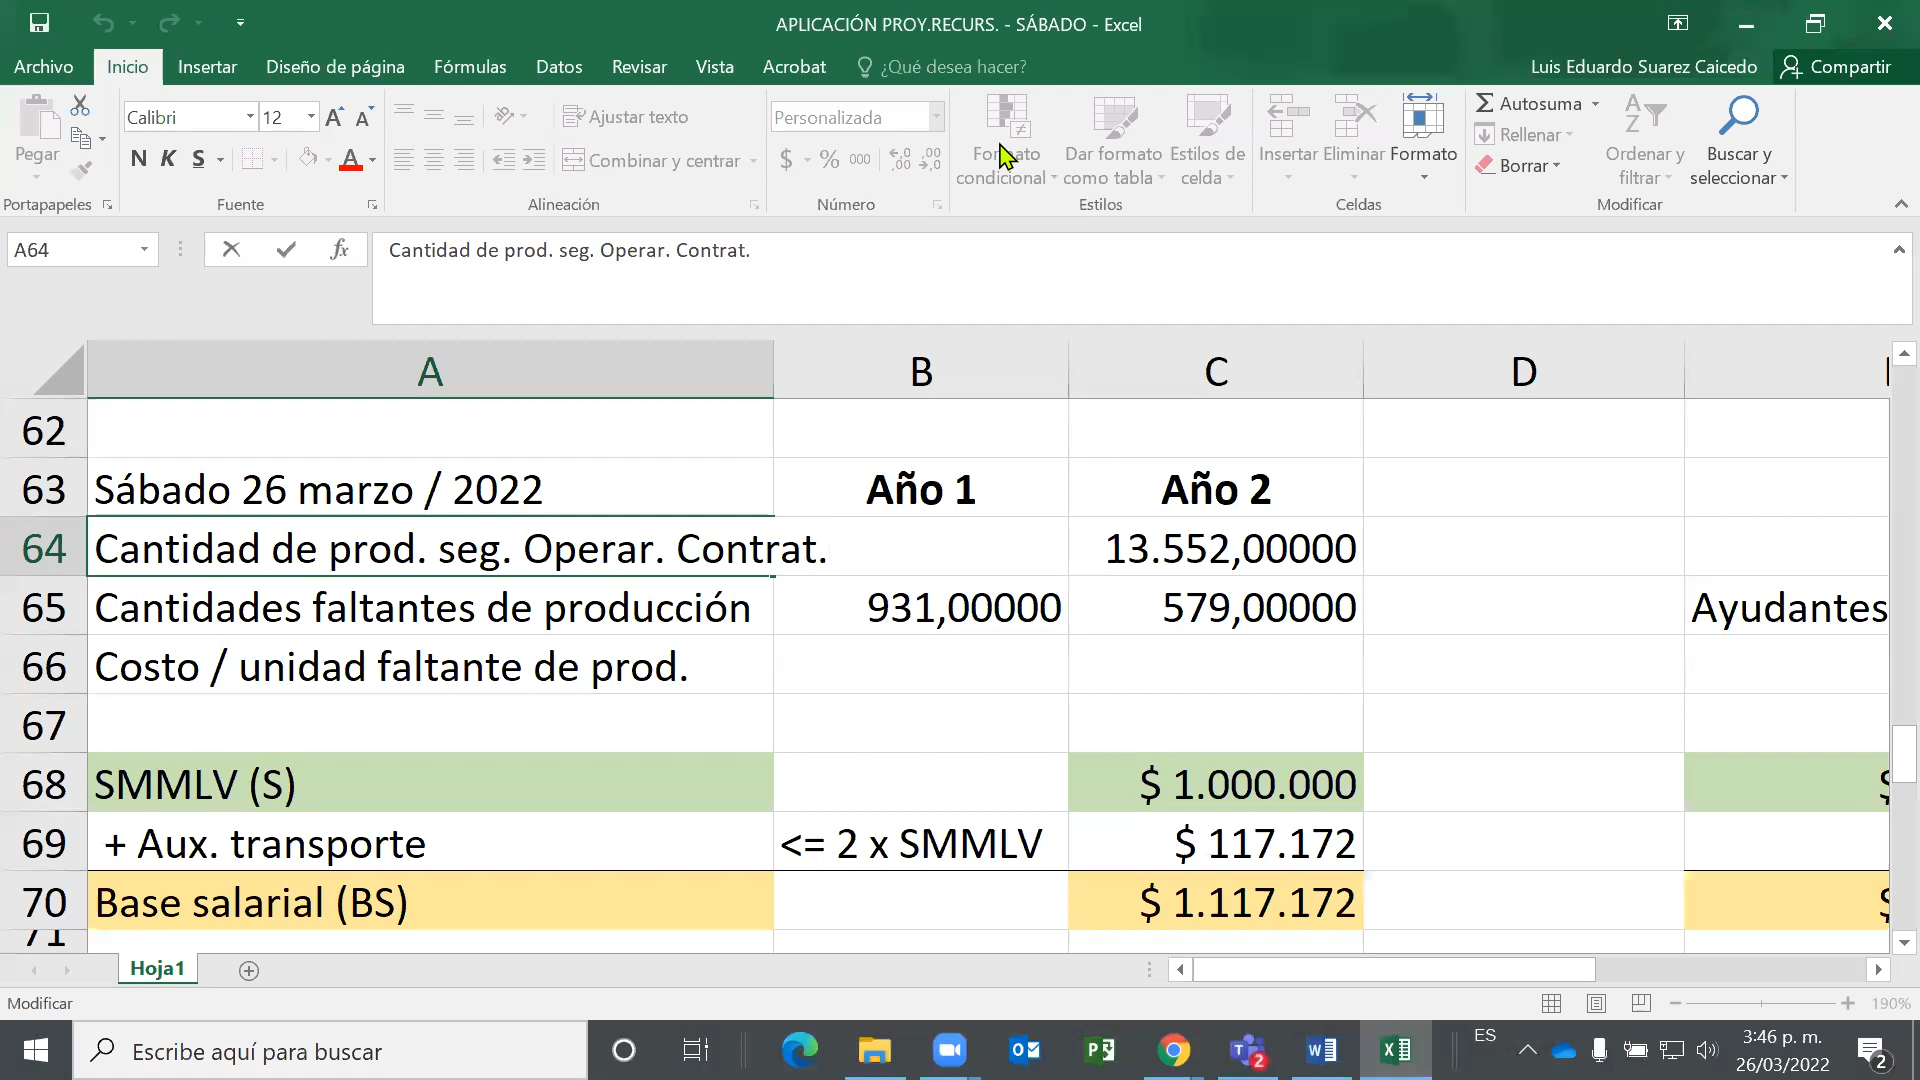 APLICACIÓN PROY.RECURS. - SÁBADO - Excel
Archivo Inicio Insertar Diseño de página Fórmulas Datos Revisar Vista Acrobat ¿Qué desea hacer? Luis Eduardo Suarez Caicedo Compartir
Pegar
Portapapeles
Calibri 12
N K S A
Fuente
Ajustar texto
Combinar y centrar
Alineación
Personalizada
$ % 000
Número
Formato condicional
Dar formato como tabla
Estilos de celda
Estilos
Insertar Eliminar Formato
Celdas
Autosuma
Rellenar
Borrar
Ordenar y filtrar
Buscar y seleccionar
Modificar
A64 fx Cantidad de prod. seg. Operar. Contrat.
A B C D
62
63 Sábado 26 marzo / 2022 Año 1 Año 2
64 Cantidad de prod. seg. Operar. Contrat. 13.552,00000
65 Cantidades faltantes de producción 931,00000 579,00000 Ayudantes
66 Costo / unidad faltante de prod.
67
68 SMMLV (S) $ 1.000.000
69 + Aux. transporte <= 2 x SMMLV $ 117.172
70 Base salarial (BS) $ 1.117.172
71
Hoja1
Modificar 190%
Escribe aquí para buscar
ES
3:46 p. m.
26/03/2022
2
2